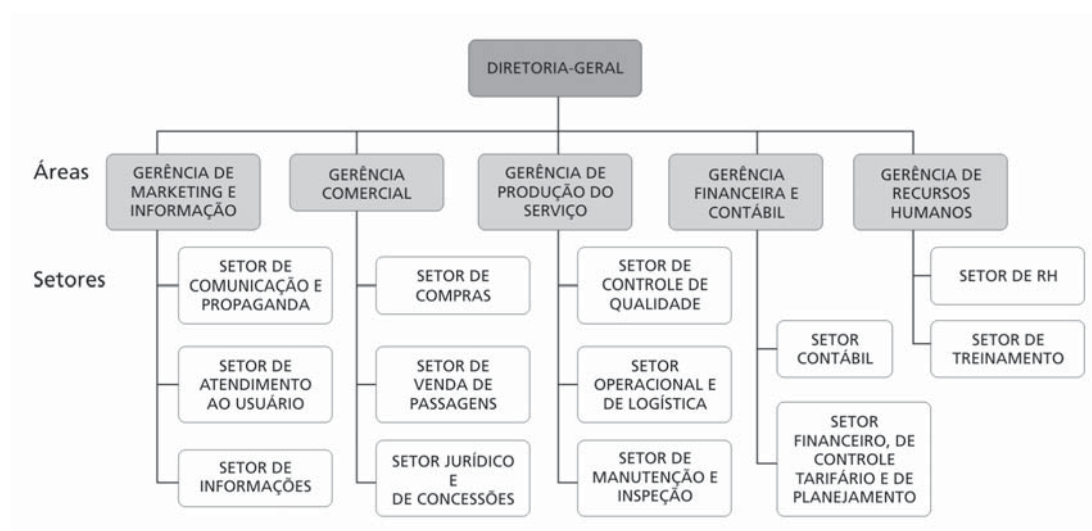 DIRETORIA-GERAL
Áreas
GERÊNCIA DE
MARKETING E
INFORMAÇÃO
GERÊNCIA
COMERCIAL
GERÊNCIA DE
PRODUÇÃO DO
SERVIÇO
GERÊNCIA
FINANCEIRA E
CONTÁBIL
GERÊNCIA DE
RECURSOS
HUMANOS
Setores
SETOR DE
COMUNICAÇÃO E
PROPAGANDA
SETOR DE
ATENDIMENTO
AO USUÁRIO
SETOR DE
INFORMAÇÕES
SETOR DE
COMPRAS
SETOR DE
VENDA DE
PASSAGENS
SETOR JURÍDICO
E
DE CONCESSÕES
SETOR DE
CONTROLE DE
QUALIDADE
SETOR
OPERACIONAL E
DE LOGÍSTICA
SETOR DE
MANUTENÇÃO E
INSPEÇÃO
SETOR
CONTÁBIL
SETOR
FINANCEIRO, DE
CONTROLE
TARIFÁRIO E DE
PLANEJAMENTO
SETOR DE RH
SETOR DE
TREINAMENTO